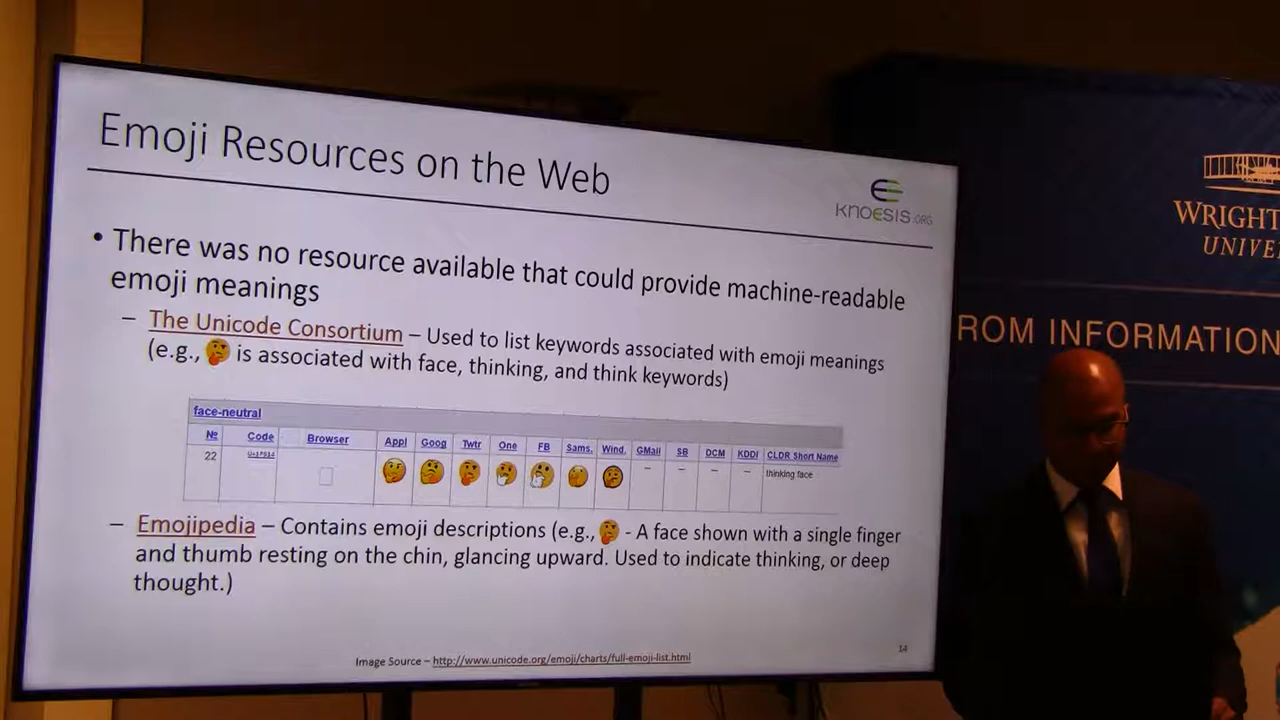 Emoji Resources on the Web
KNOESIS.ORG
• There was no resource available that could provide machine-readable
emoji meanings
– The Unicode Consortium – Used to list keywords associated with emoji meanings
(e.g., 🤔 is associated with face, thinking, and think keywords)
face-neutral
№ Code Browser Appl Goog Twtr One FB Sams. Wind. GMail SB DCM KDDI CLDR Short Name
22 – – – – thinking face
– Emojipedia – Contains emoji descriptions (e.g., 🤔 - A face shown with a single finger
and thumb resting on the chin, glancing upward. Used to indicate thinking, or deep
thought.)
Image Source – http://www.unicode.org/emoji/charts/full-emoji-list.html
14
WRIGHT
UNIVE
ROM INFORMATION